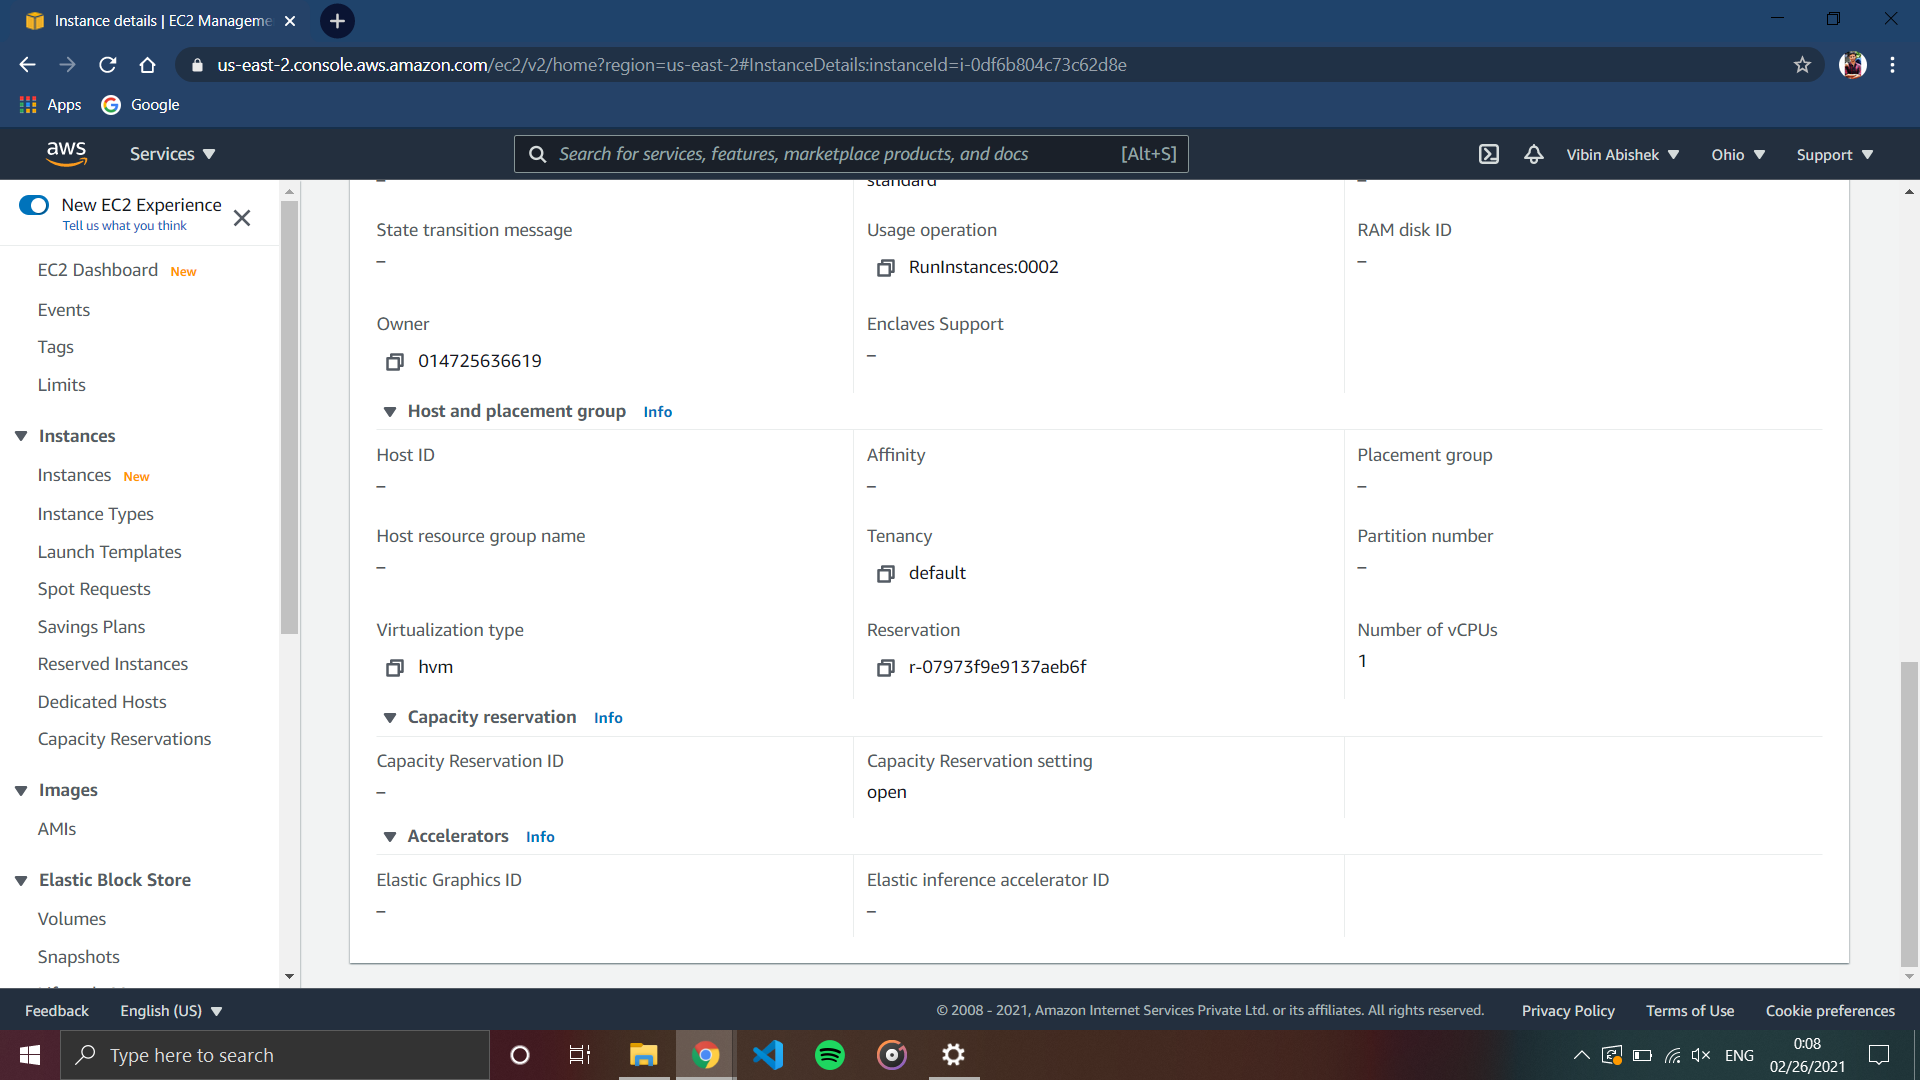 Instance details | EC2 Manageme
us-east-2.console.aws.amazon.com/ec2/v2/home?region=us-east-2#InstanceDetails:instanceId=i-0df6b804c73c62d8e
Apps
Google
aws
Services
Search for services, features, marketplace products, and docs
[Alt+S]
Vibin Abishek
Ohio
Support
New EC2 Experience
Tell us what you think
EC2 Dashboard New
Events
Tags
Limits
Instances
Instances New
Instance Types
Launch Templates
Spot Requests
Savings Plans
Reserved Instances
Dedicated Hosts
Capacity Reservations
Images
AMIs
Elastic Block Store
Volumes
Snapshots
–
standard
–
State transition message
–
Usage operation
RunInstances:0002
RAM disk ID
–
Owner
014725636619
Enclaves Support
–
Host and placement group Info
Host ID
–
Affinity
–
Placement group
–
Host resource group name
–
Tenancy
default
Partition number
–
Virtualization type
hvm
Reservation
r-07973f9e9137aeb6f
Number of vCPUs
1
Capacity reservation Info
Capacity Reservation ID
–
Capacity Reservation setting
open
Accelerators Info
Elastic Graphics ID
–
Elastic inference accelerator ID
–
Feedback
English (US)
© 2008 - 2021, Amazon Internet Services Private Ltd. or its affiliates. All rights reserved.
Privacy Policy
Terms of Use
Cookie preferences
Type here to search
ENG
0:08
02/26/2021